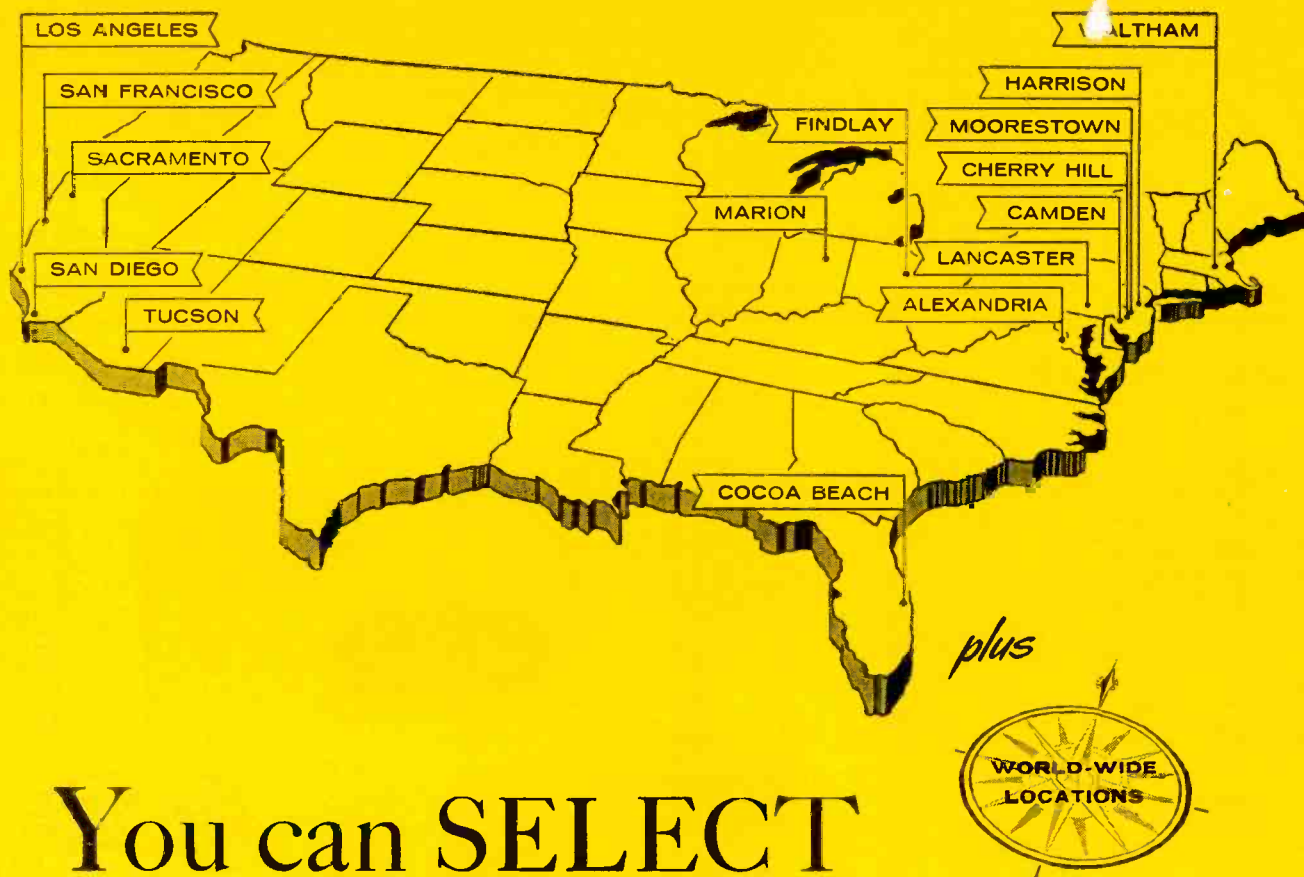 LOS ANGELES
WALTHAM
SAN FRANCISCO
HARRISON
FINDLAY
MOORESTOWN
SACRAMENTO
CHERRY HILL
MARION
CAMDEN
SAN DIEGO
LANCASTER
TUCSON
ALEXANDRIA
COCOA BEACH
plus
WORLD-WIDE
LOCATIONS
You can SELECT